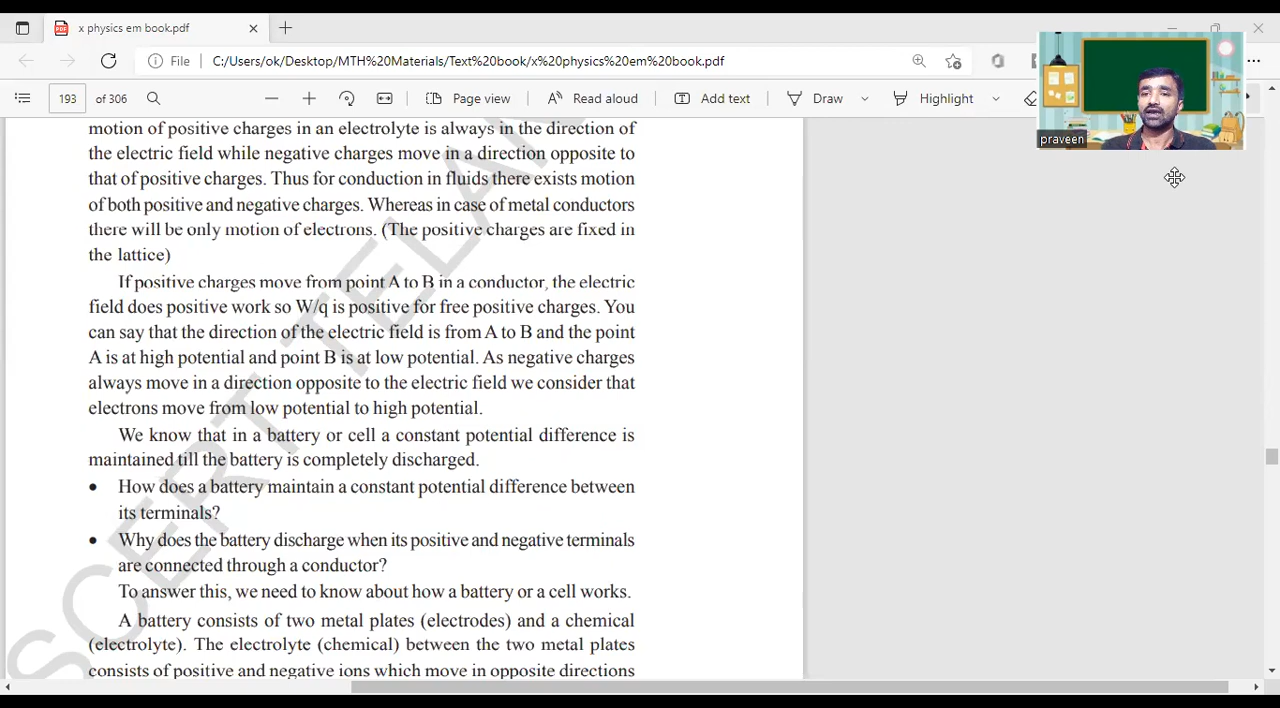 x physics em book.pdf
File
C:/Users/ok/Desktop/MTH%20Materials/Text%20book/x%20physics%20em%20book.pdf
193 of 306
Page view
Read aloud
Add text
Draw
Highlight
praveen
motion of positive charges in an electrolyte is always in the direction of
the electric field while negative charges move in a direction opposite to
that of positive charges. Thus for conduction in fluids there exists motion
of both positive and negative charges. Whereas in case of metal conductors
there will be only motion of electrons. (The positive charges are fixed in
the lattice)
If positive charges move from point A to B in a conductor, the electric
field does positive work so W/q is positive for free positive charges. You
can say that the direction of the electric field is from A to B and the point
A is at high potential and point B is at low potential. As negative charges
always move in a direction opposite to the electric field we consider that
electrons move from low potential to high potential.
We know that in a battery or cell a constant potential difference is
maintained till the battery is completely discharged.
• How does a battery maintain a constant potential difference between
its terminals?
• Why does the battery discharge when its positive and negative terminals
are connected through a conductor?
To answer this, we need to know about how a battery or a cell works.
A battery consists of two metal plates (electrodes) and a chemical
(electrolyte). The electrolyte (chemical) between the two metal plates
consists of positive and negative ions which move in opposite directions
SCERT TELAN